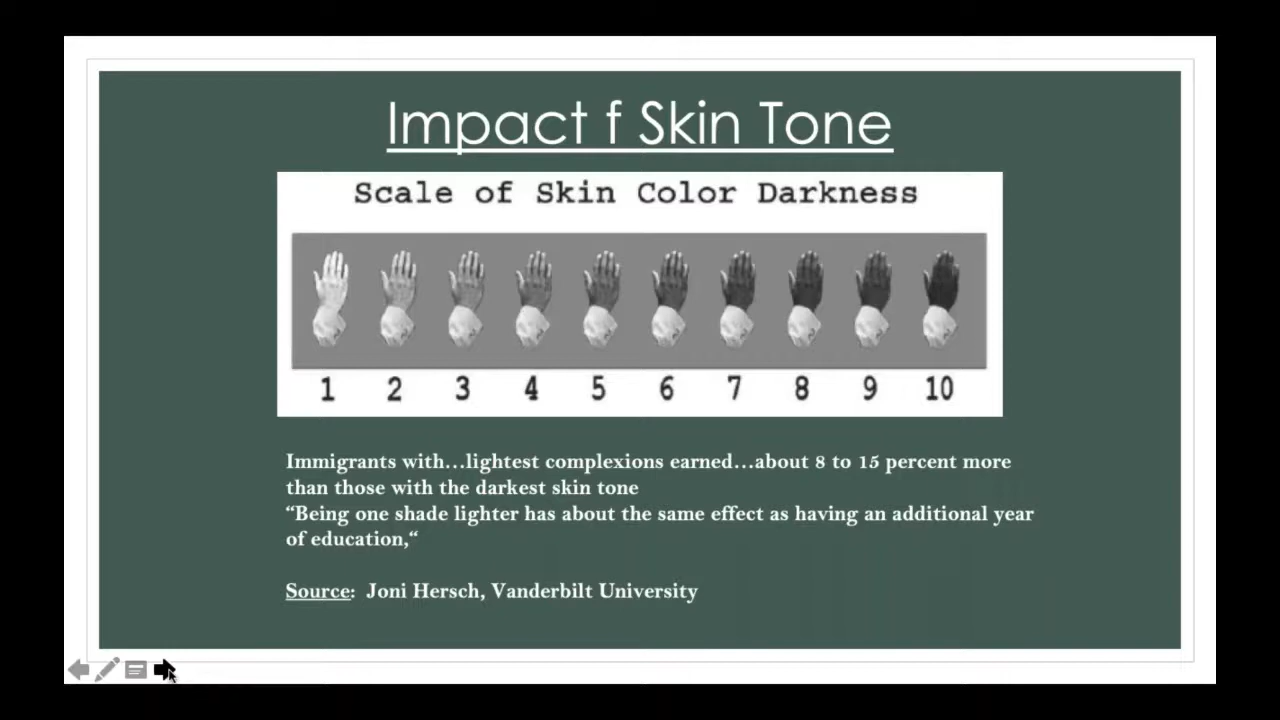 Impact f Skin Tone
Scale of Skin Color Darkness
1 2 3 4 5 6 7 8 9 10
Immigrants with…lightest complexions earned…about 8 to 15 percent more
than those with the darkest skin tone
“Being one shade lighter has about the same effect as having an additional year
of education,“
Source: Joni Hersch, Vanderbilt University